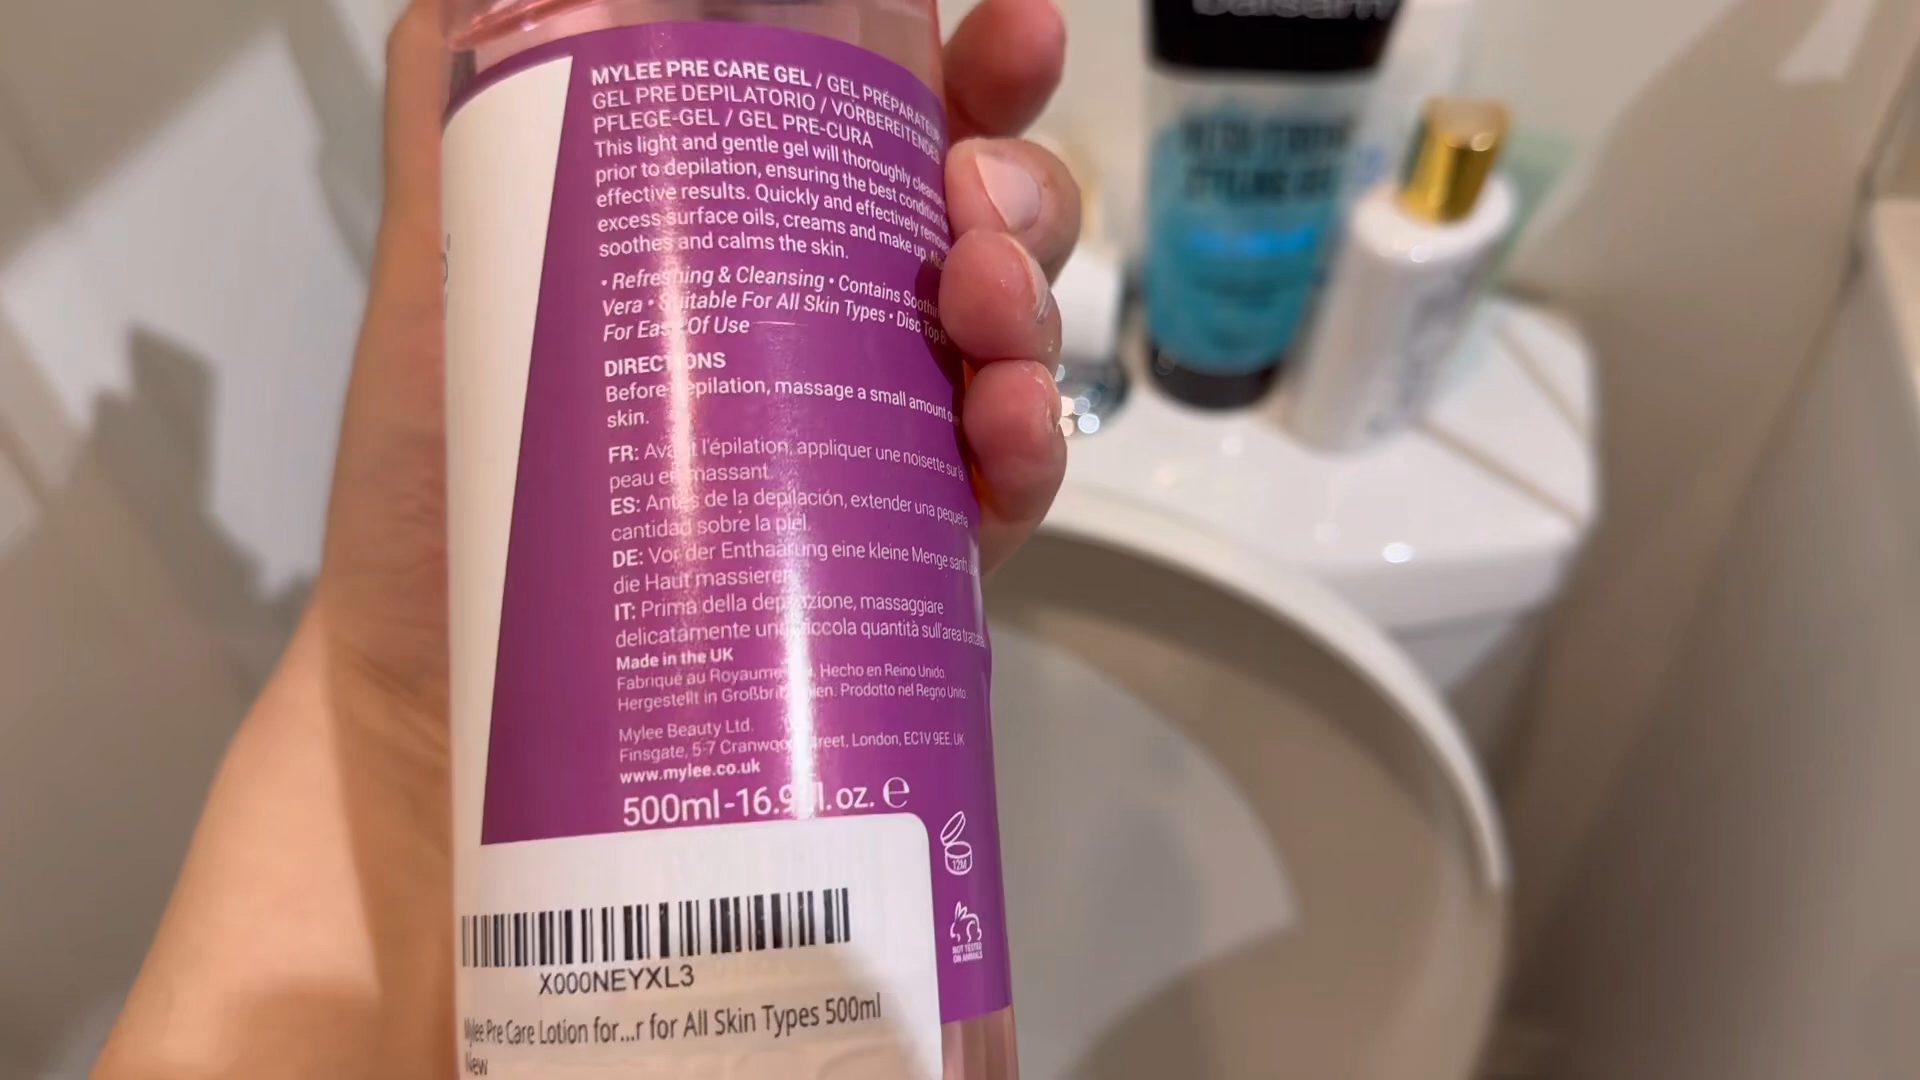 MYLEE PRE CARE GEL / GEL PRÉPARATEUR
GEL PRE DEPILATORIO / VORBEREITENDES
PFLEGE-GEL / GEL PRE-CURA
This light and gentle gel will thoroughly cleanse
prior to depilation, ensuring the best condition for
effective results. Quickly and effectively removes
excess surface oils, creams and make up.
soothes and calms the skin.
• Refreshing & Cleansing • Contains
Vera • Suitable For All Skin Types • Disc Top
For Ease Of Use
DIRECTIONS
Before depilation, massage a small amount
skin.
FR: Avant l'épilation, appliquer une noisette sur la
peau en massant.
ES: Antes de la depilación, extender una pequeña
cantidad sobre la piel.
DE: Vor der Enthaarung eine kleine Menge sanft
die Haut massieren
IT: Prima della depilazione, massaggiare
delicatamente una piccola quantità sull'area trattata.
Made in the UK
Fabriqué au Royaume Hecho en Reino Unido.
Hergestellt in Großbritannien. Prodotto nel Regno Unito.
Mylee Beauty Ltd.
Finsgate, 5-7 Cranwood Street, London, EC1V 9EE, UK
www.mylee.co.uk
500ml-16.9 fl.oz. ℮
12M
NOT TESTED
ON ANIMALS
X000NEYXL3
Mylee Pre Care Lotion for...r for All Skin Types 500ml
New
balsam